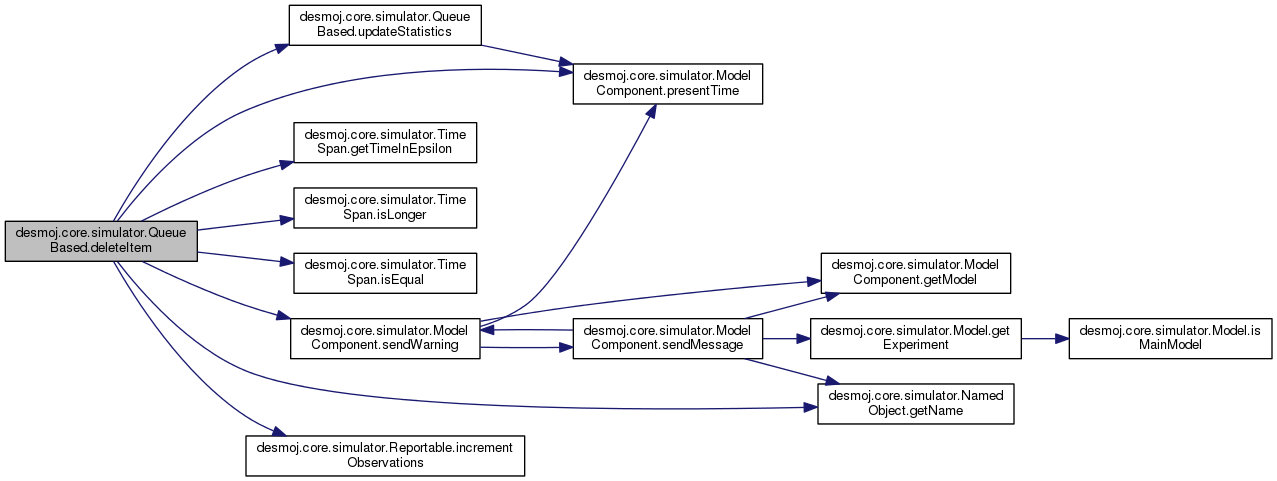 desmoj.core.simulator.Queue
Based.deleteItem
desmoj.core.simulator.Queue
Based.updateStatistics
desmoj.core.simulator.Model
Component.presentTime
desmoj.core.simulator.Time
Span.getTimeInEpsilon
desmoj.core.simulator.Time
Span.isLonger
desmoj.core.simulator.Time
Span.isEqual
desmoj.core.simulator.Model
Component.sendWarning
desmoj.core.simulator.Model
Component.sendMessage
desmoj.core.simulator.Model
Component.getModel
desmoj.core.simulator.Model.get
Experiment
desmoj.core.simulator.Model.is
MainModel
desmoj.core.simulator.Named
Object.getName
desmoj.core.simulator.Reportable.increment
Observations